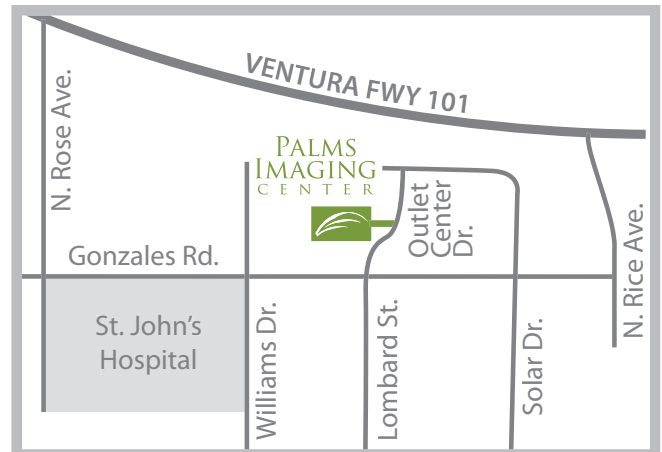 VENTURA FWY 101
N. Rose Ave.
PALMS
IMAGING
CENTER
Outlet
Center
Dr.
N. Rice Ave.
Gonzales Rd.
St. John's
Hospital
Williams Dr.
Lombard St.
Solar Dr.